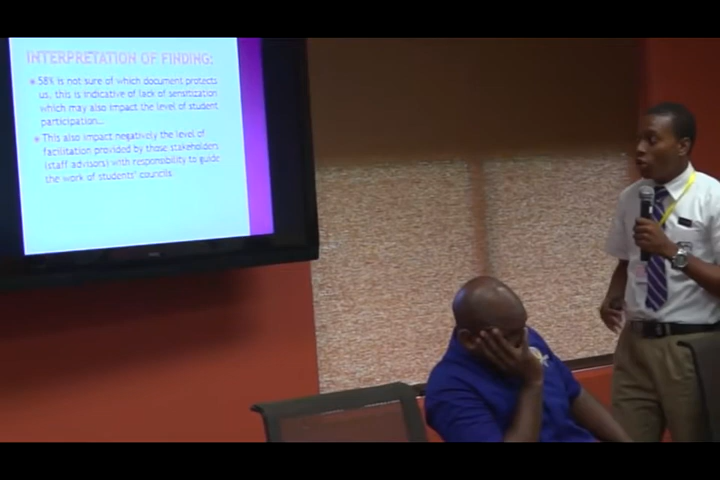 INTERPRETATION OF FINDING:
58% is not sure of which document protects
us, this is indicative of lack of sensitization
which may also impact the level of student
participation...
This also impact negatively the level of
facilitation provided by those stakeholders
(staff advisors) with responsibility to guide
the work of students' councils.